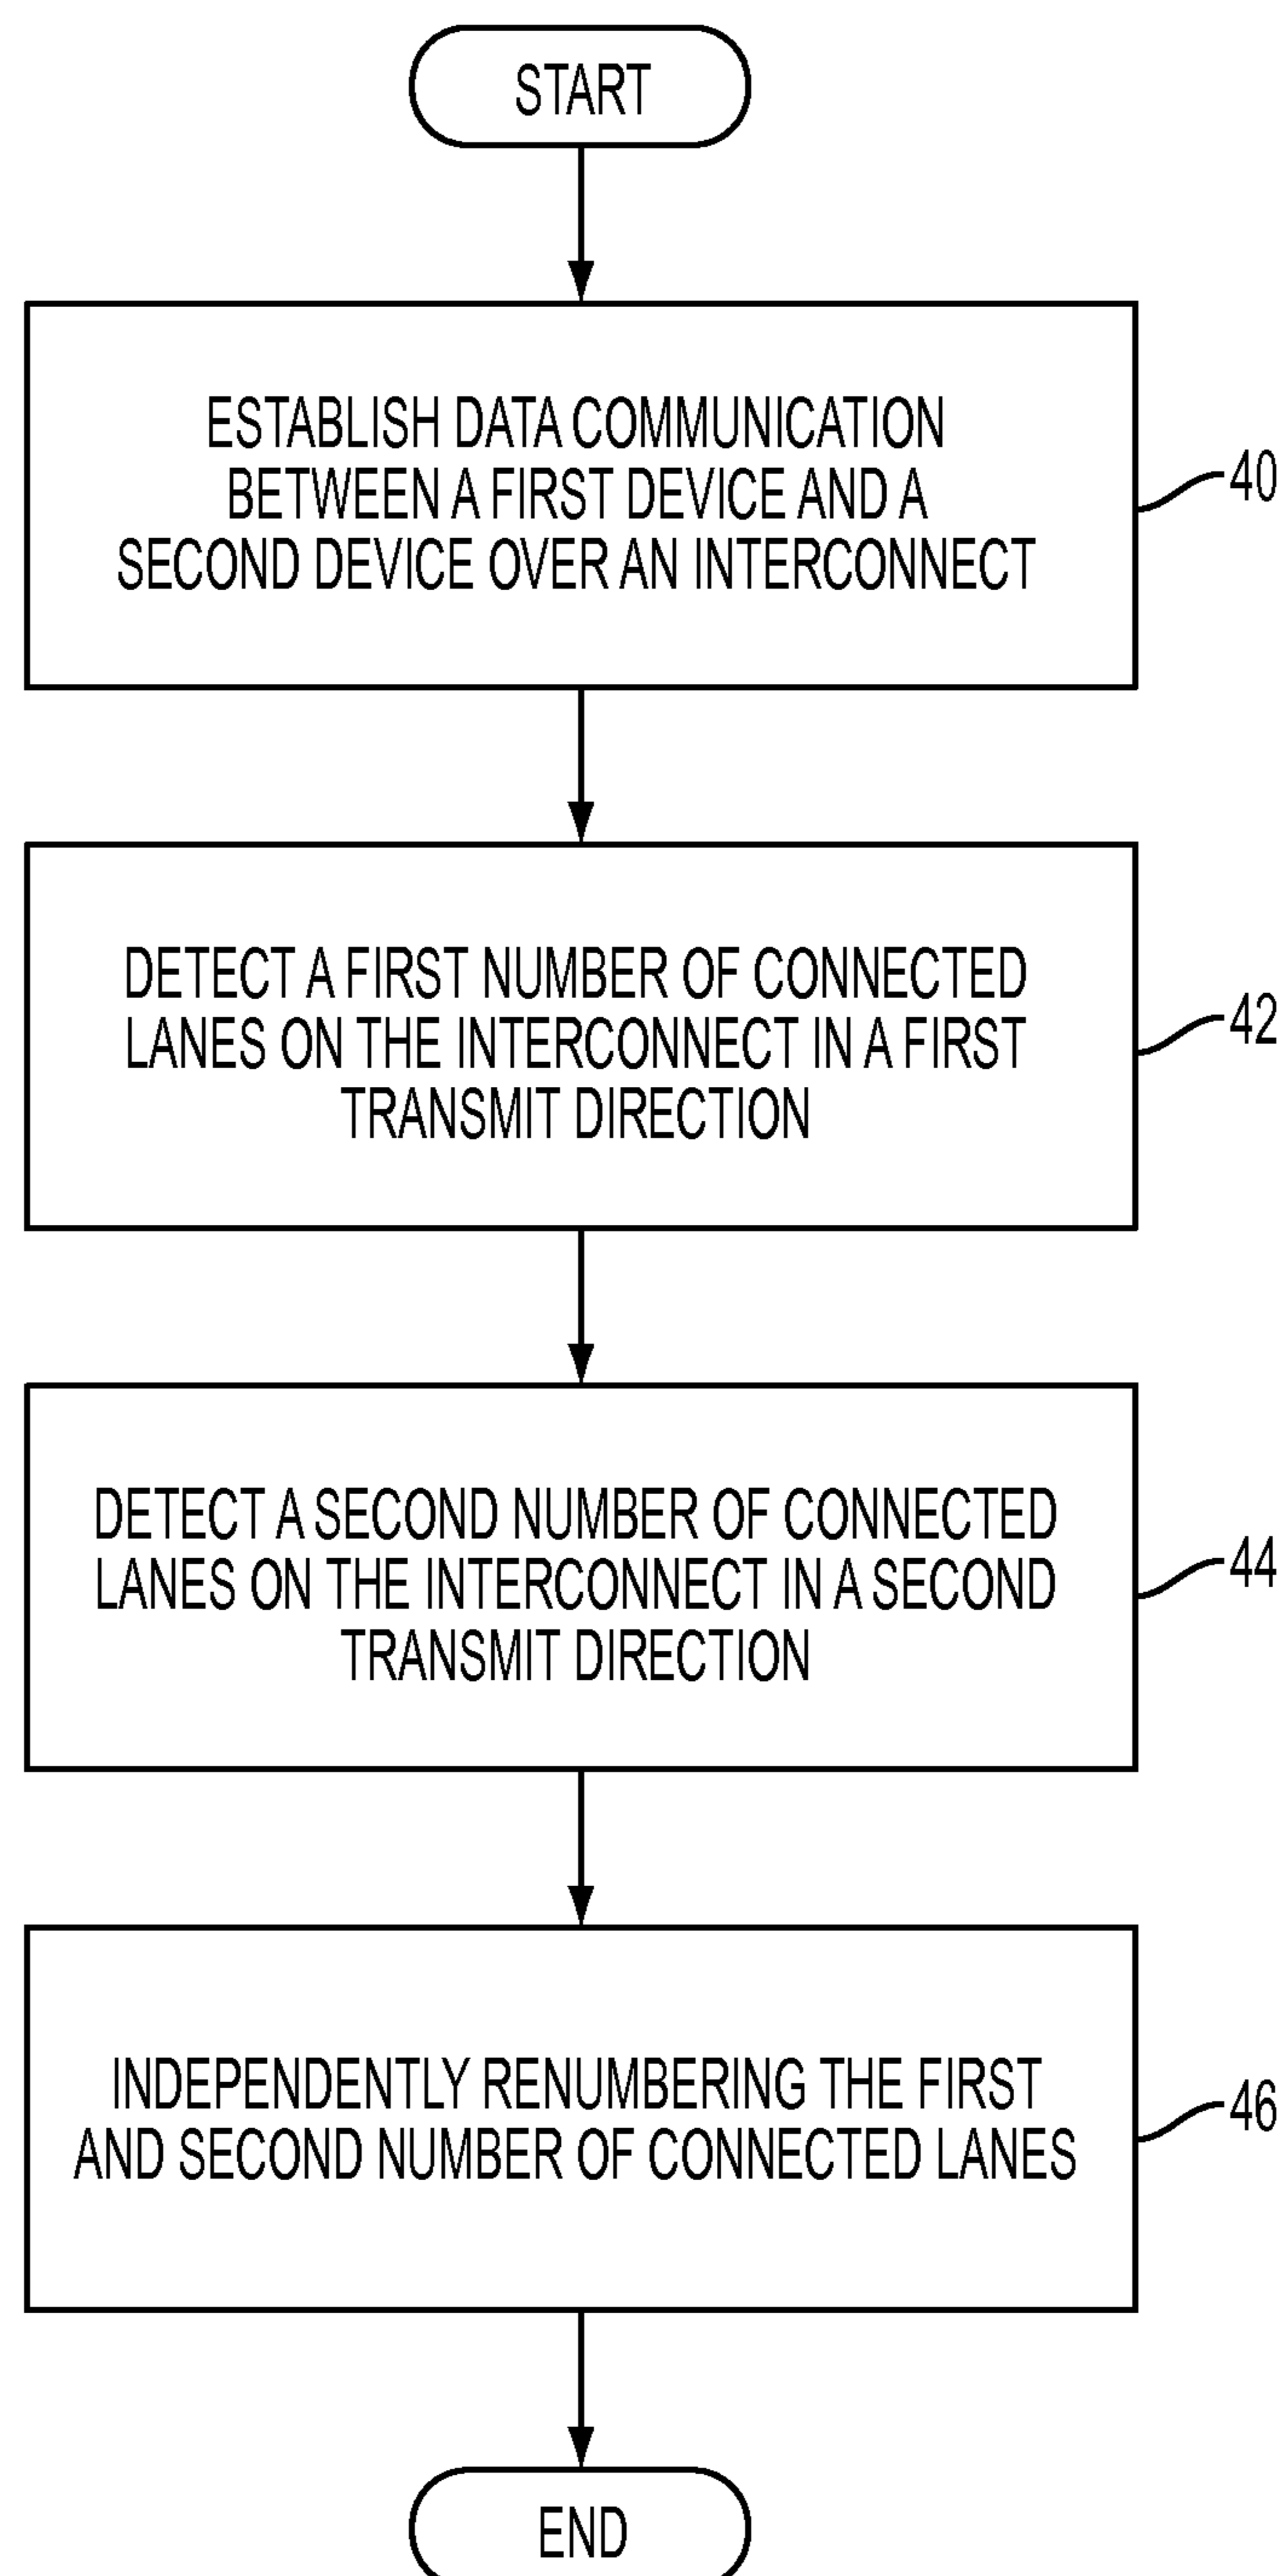 START
ESTABLISH DATA COMMUNICATION
BETWEEN A FIRST DEVICE AND A
SECOND DEVICE OVER AN INTERCONNECT
40
DETECT A FIRST NUMBER OF CONNECTED
LANES ON THE INTERCONNECT IN A FIRST
TRANSMIT DIRECTION
42
DETECT A SECOND NUMBER OF CONNECTED
LANES ON THE INTERCONNECT IN A SECOND
TRANSMIT DIRECTION
44
INDEPENDENTLY RENUMBERING THE FIRST
AND SECOND NUMBER OF CONNECTED LANES
46
END